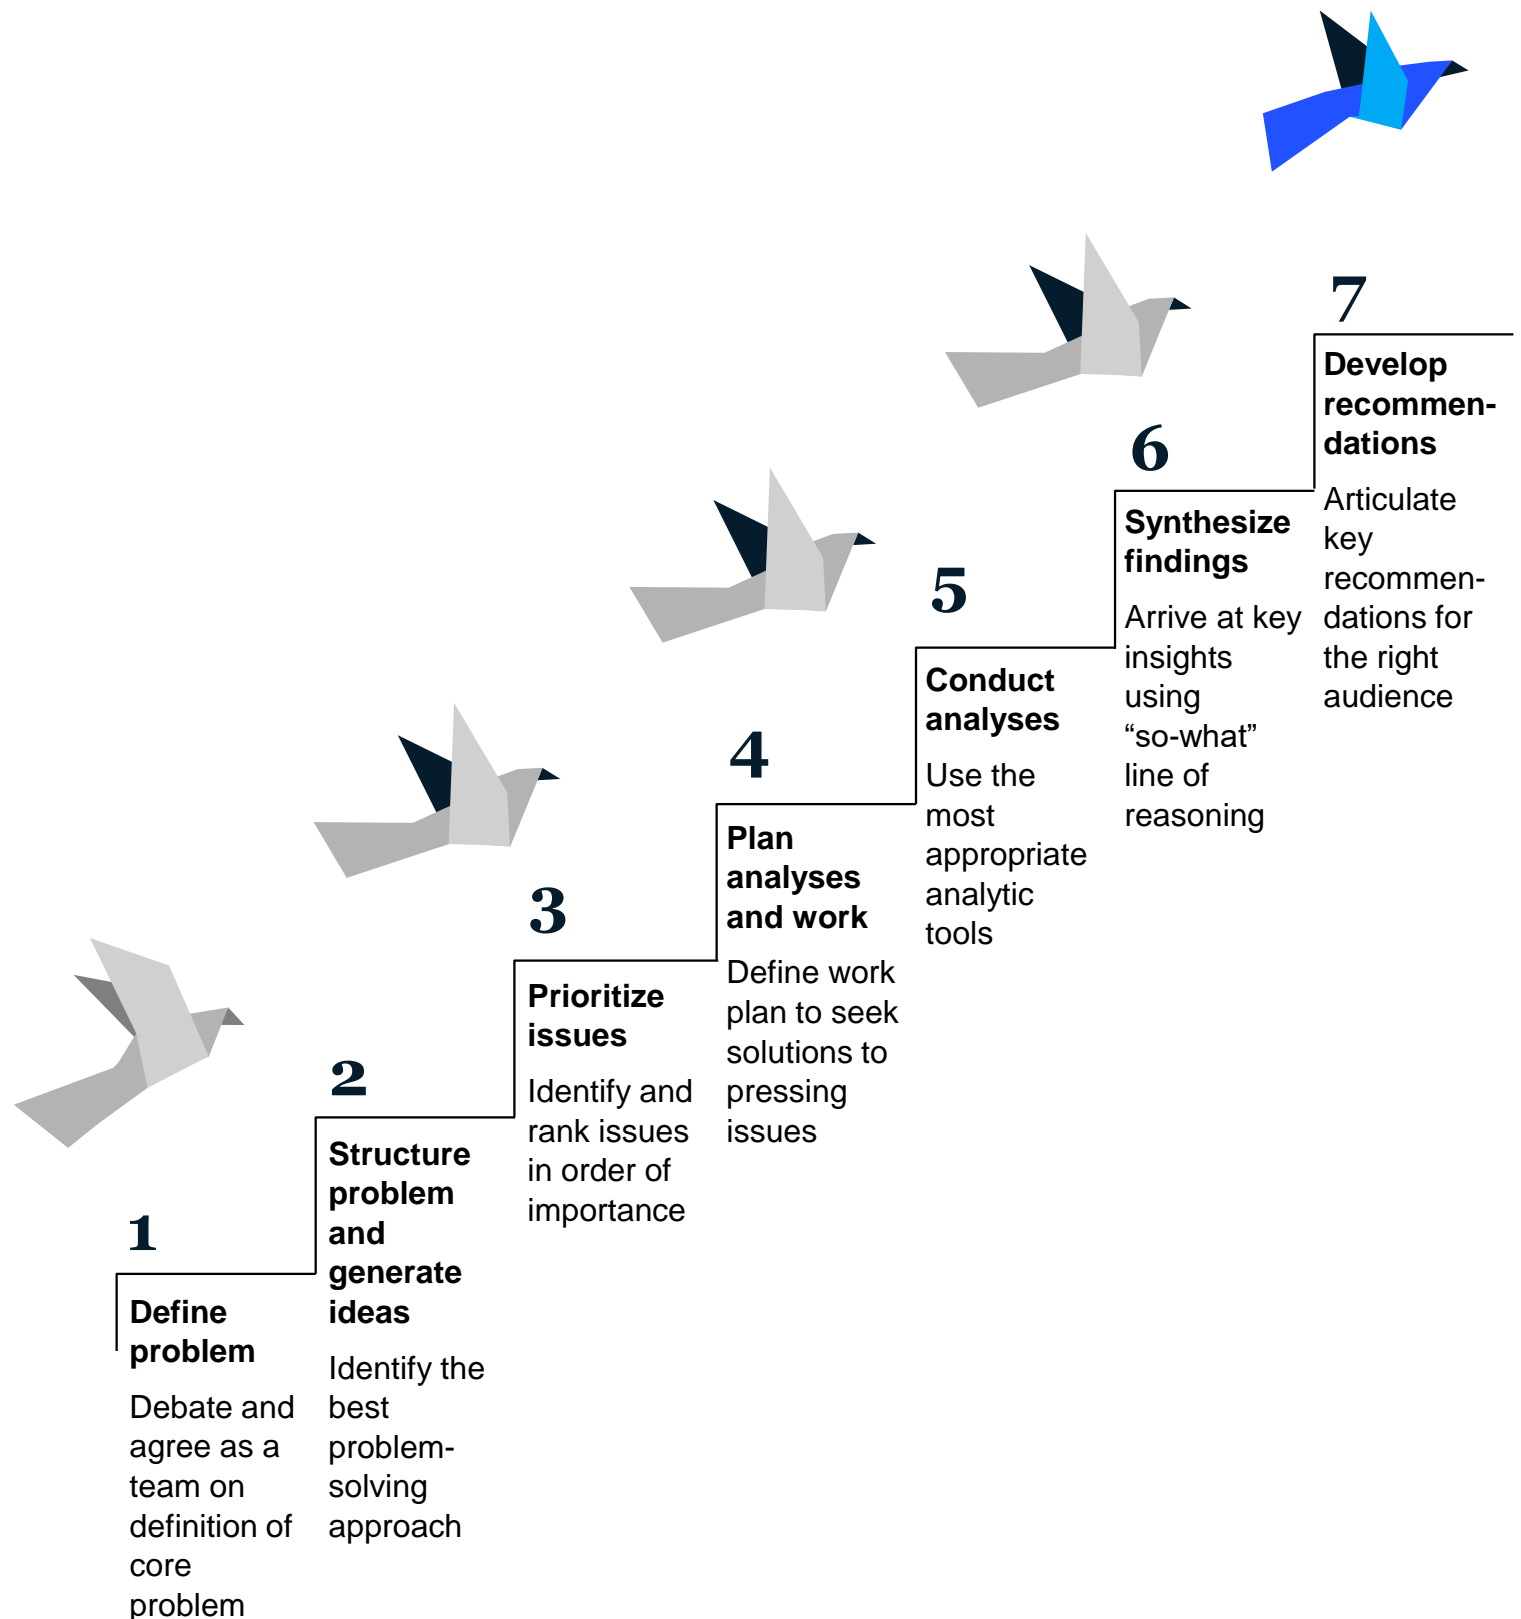 1
Define
problem
Debate and
agree as a
team on
definition of
core
problem
2
Structure
problem
and
generate
ideas
Identify the
best
problem-
solving
approach
3
Prioritize
issues
Identify and
rank issues
in order of
importance
4
Plan
analyses
and work
Define work
plan to seek
solutions to
pressing
issues
5
Conduct
analyses
Use the
most
appropriate
analytic
tools
6
Synthesize
findings
Arrive at key
insights
using
“so-what”
line of
reasoning
7
Develop
recommen-
dations
Articulate
key
recommen-
dations for
the right
audience